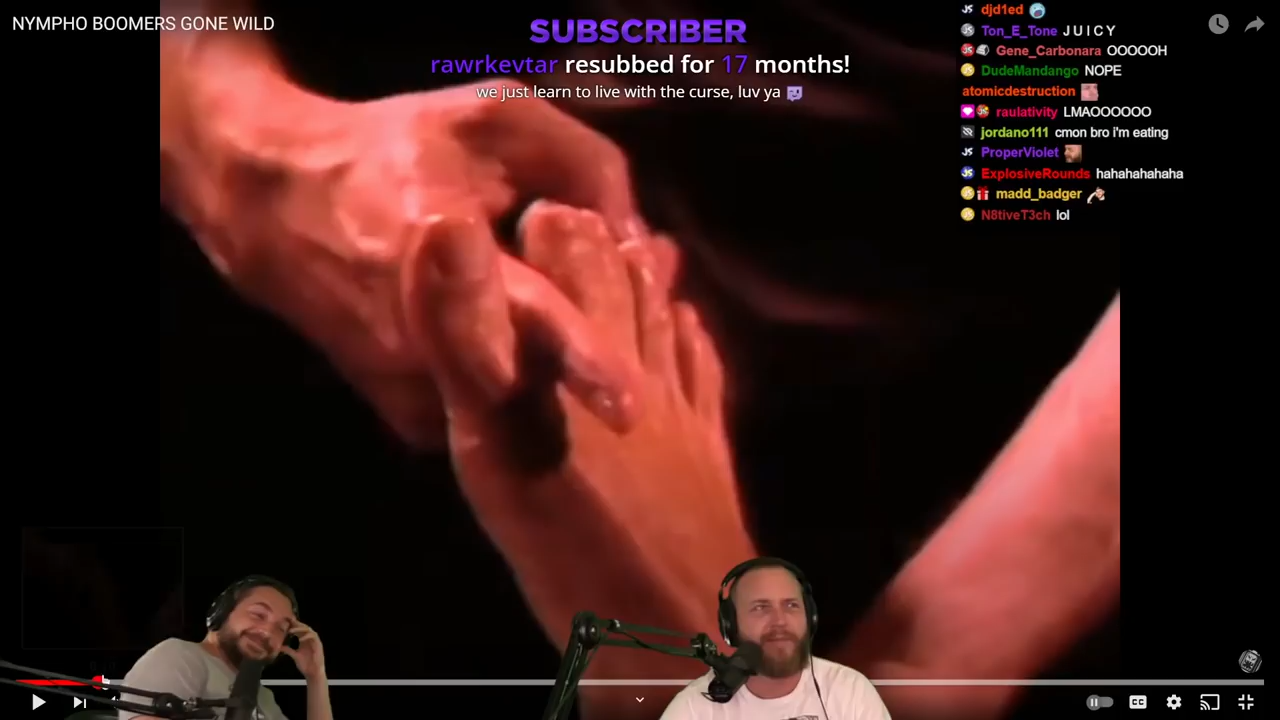 NYMPHO BOOMERS GONE WILD
SUBSCRIBER
rawrkevtar resubbed for 17 months!
we just learn to live with the curse, luv ya
djd1ed
Ton_E_Tone J U I C Y
Gene_Carbonara OOOOOH
DudeMandango NOPE
atomicdestruction
raulativity LMAOOOOOO
jordano111 cmon bro i'm eating
ProperViolet
ExplosiveRounds hahahahahaha
madd_badger
N8tiveT3ch lol
CC